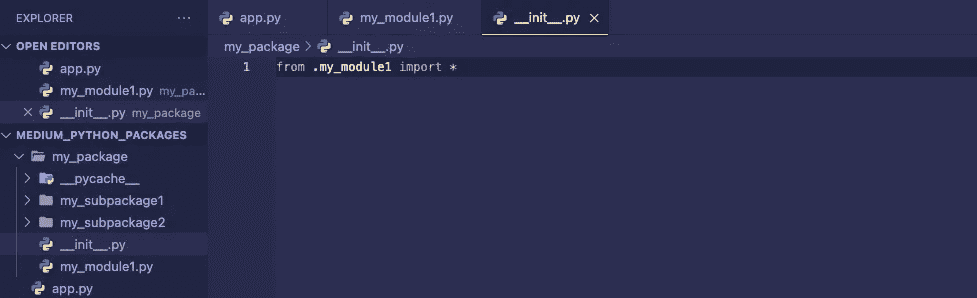 EXPLORER ...
OPEN EDITORS
app.py
my_module1.py my_pa...
__init__.py my_package
MEDIUM_PYTHON_PACKAGES
my_package
__pycache__
my_subpackage1
my_subpackage2
__init__.py
my_module1.py
app.py
app.py my_module1.py __init__.py
my_package > __init__.py
1 from .my_module1 import *